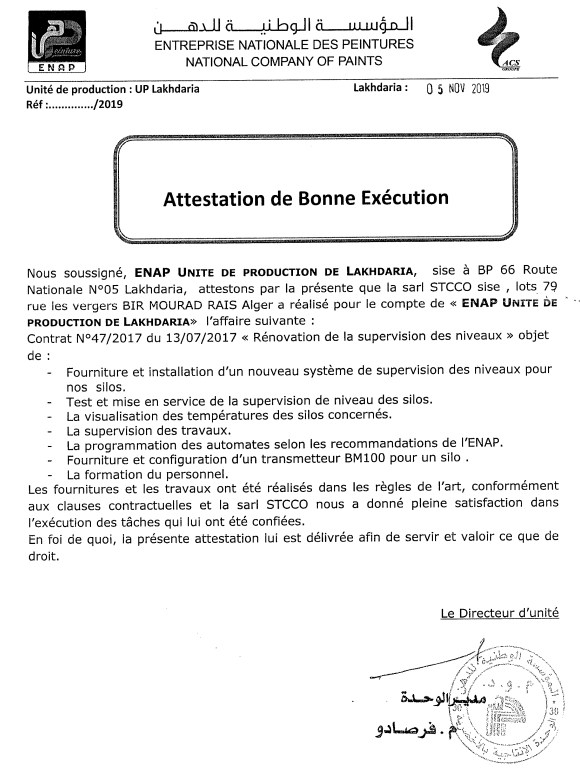 المؤسسة الوطنية للدهن
ENTREPRISE NATIONALE DES PEINTURES
NATIONAL COMPANY OF PAINTS
ENAP
ACS
Unité de production : UP Lakhdaria
Lakhdaria : 05 NOV 2019
Réf :............./2019
Attestation de Bonne Exécution
Nous soussigné, ENAP UNITE DE PRODUCTION DE LAKHDARIA, sise à BP 66 Route
Nationale N°05 Lakhdaria, attestons par la présente que la sarl STCCO sise , lots 79
rue les vergers BIR MOURAD RAIS Alger a réalisé pour le compte de « ENAP UNITE DE
PRODUCTION DE LAKHDARIA» l'affaire suivante :
Contrat N°47/2017 du 13/07/2017 « Rénovation de la supervision des niveaux » objet
de :
- Fourniture et installation d'un nouveau système de supervision des niveaux pour
nos silos.
- Test et mise en service de la supervision de niveau des silos.
- La visualisation des températures des silos concernés.
- La supervision des travaux.
- La programmation des automates selon les recommandations de l'ENAP.
- Fourniture et configuration d'un transmetteur BM100 pour un silo .
- La formation du personnel.
Les fournitures et les travaux ont été réalisés dans les règles de l'art, conformément
aux clauses contractuelles et la sarl STCCO nous a donné pleine satisfaction dans
l'exécution des tâches qui lui ont été confiées.
En foi de quoi, la présente attestation lui est délivrée afin de servir et valoir ce que de
droit.
Le Directeur d'unité
مدير الوحدة
م. فرصادو
المؤسسة الوطنية للدهن
م . و . د
30
30